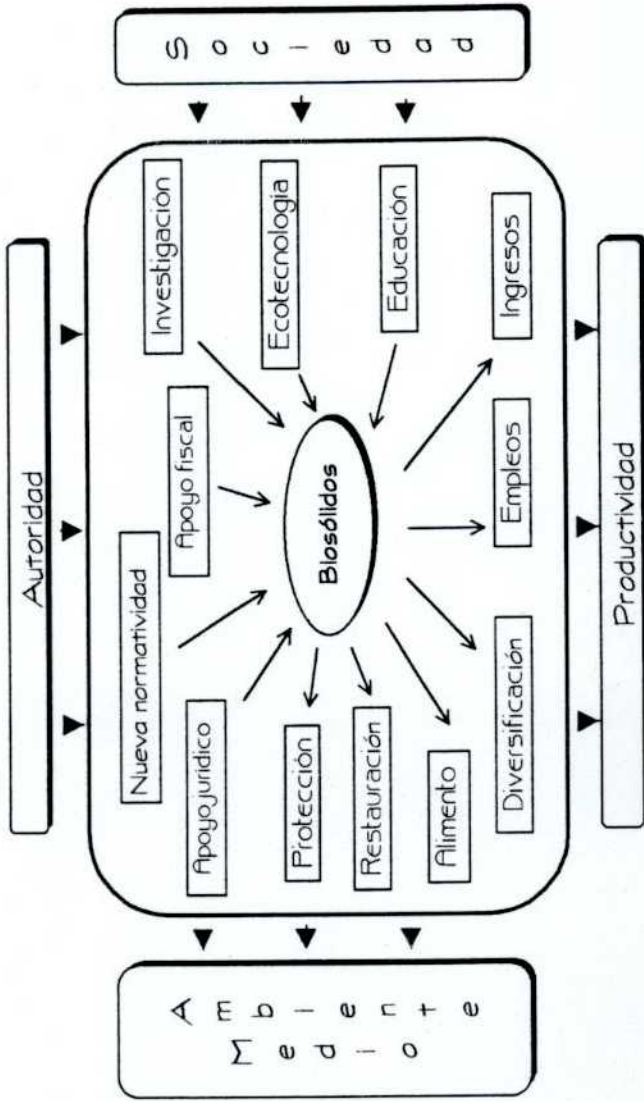 Autoridad
Nueva normatividad
Apoyo fiscal
Investigación
Apoyo jurídico
Ecotecnologia
Biosólidos
Protección
Restauración
Educación
Alimento
Diversificación
Empleos
Ingresos
Medio
Ambiente
Sociedad
Productividad